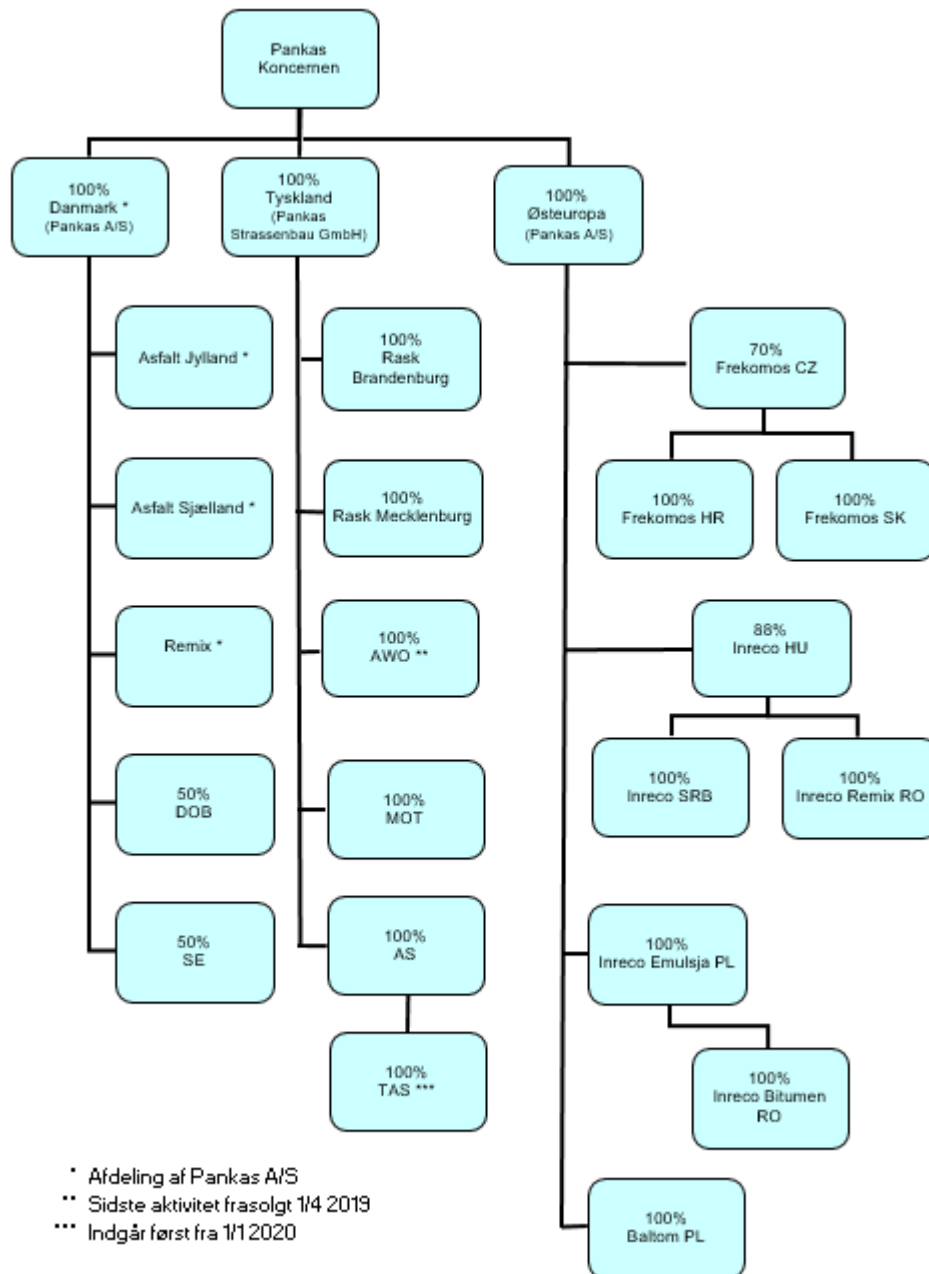 Pankas
Koncernen
100%
Danmark *
(Pankas A/S)
100%
Tyskland
(Pankas
Strassenbau GmbH)
100%
Østeuropa
(Pankas A/S)
Asfalt Jylland *
100%
Rask
Brandenburg
70%
Frekomos CZ
Asfalt Sjælland *
100%
Rask Mecklenburg
100%
Frekomos HR
100%
Frekomos SK
Remix *
100%
AWO **
88%
Inreco HU
50%
DOB
100%
MOT
100%
Inreco SRB
100%
Inreco Remix RO
50%
SE
100%
AS
100%
Inreco Emulsja PL
100%
TAS ***
100%
Inreco Bitumen
RO
100%
Baltom PL
* Afdeling af Pankas A/S
** Sidste aktivitet frasolgt 1/4 2019
*** Indgår først fra 1/1 2020